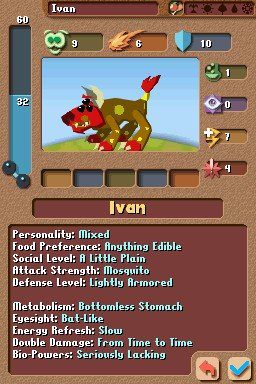 Ivan
60
9
6
10
32
1
0
7
4
Ivan
Personality: Mixed
Food Preference: Anything Edible
Social Level: A Little Plain
Attack Strength: Mosquito
Defense Level: Lightly Armored
Metabolism: Bottomless Stomach
Eyesight: Bat-Like
Energy Refresh: Slow
Double Damage: From Time to Time
Bio-Powers: Seriously Lacking